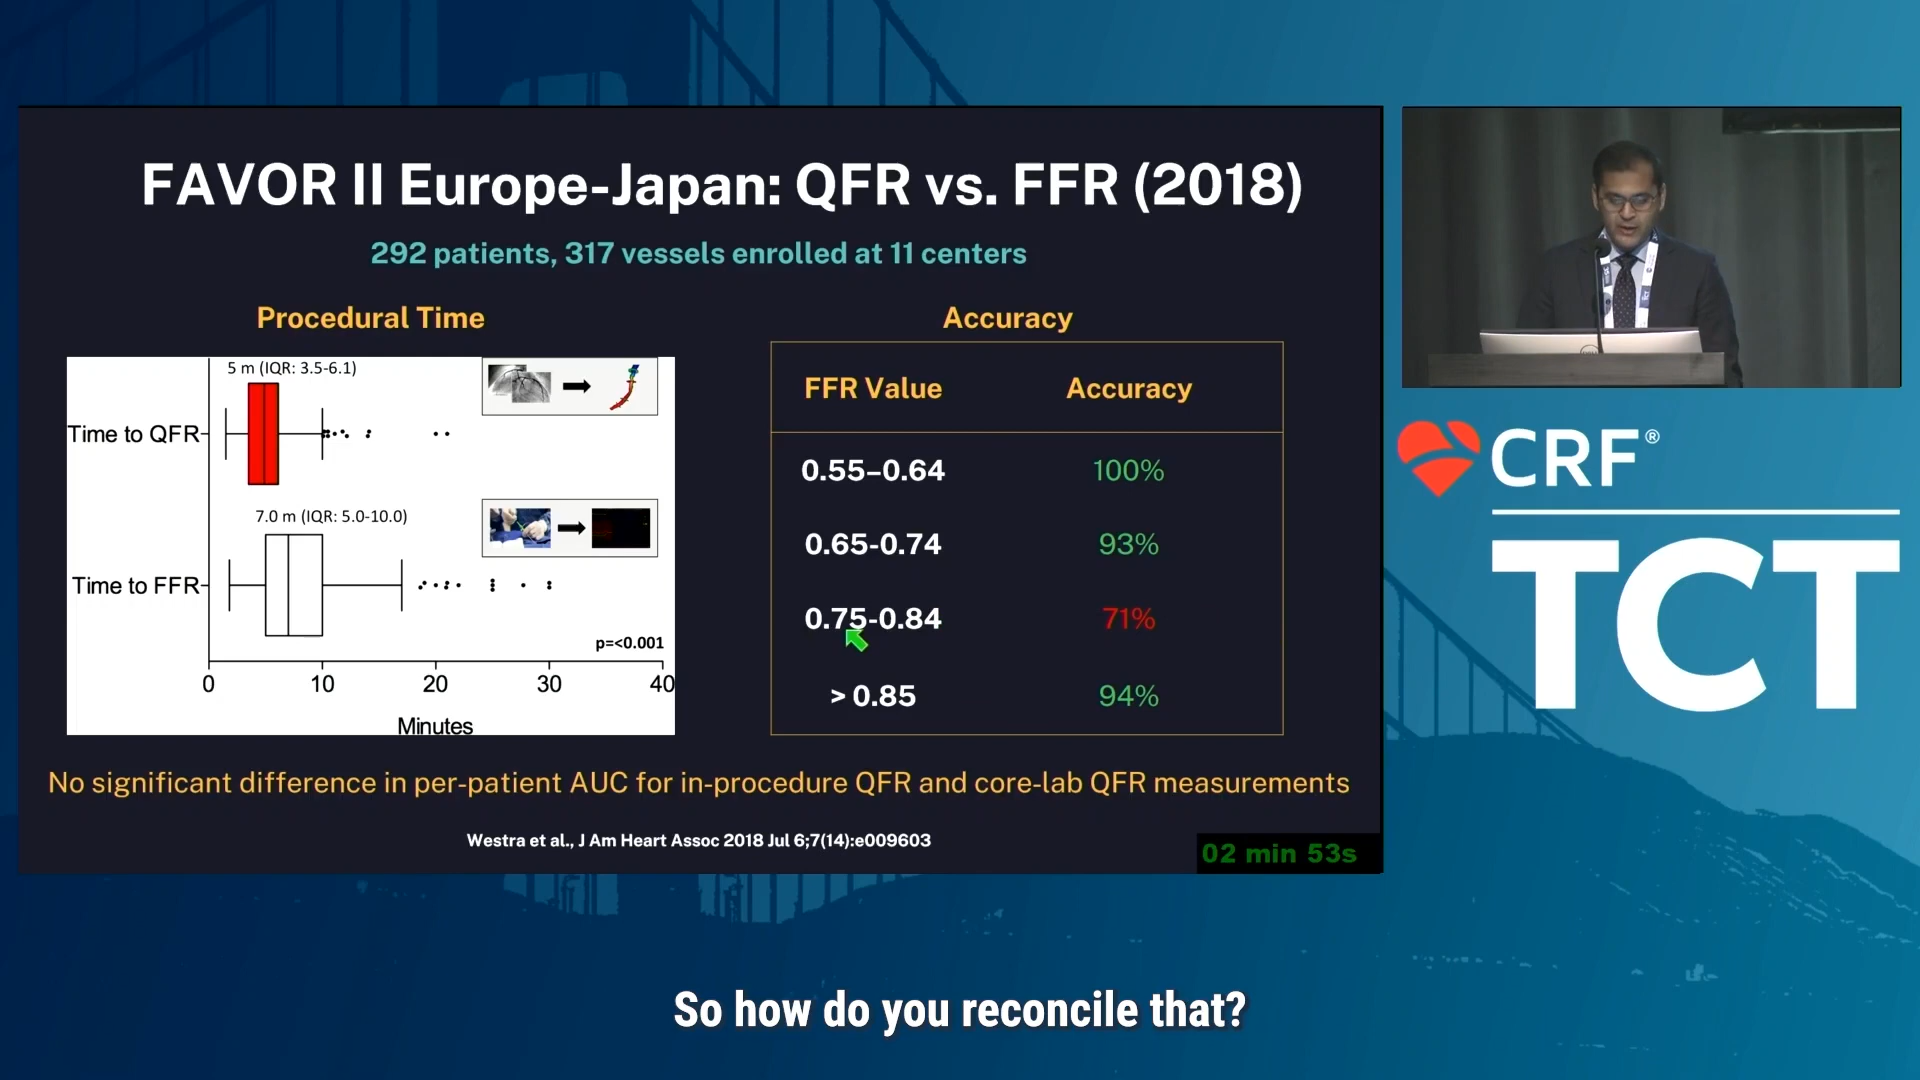 FAVOR II Europe-Japan: QFR vs. FFR (2018)
292 patients, 317 vessels enrolled at 11 centers
Procedural Time
5 m (IQR: 3.5-6.1)
Time to QFR
7.0 m (IQR: 5.0-10.0)
Time to FFR
p=<0.001
0 10 20 30 40
Minutes
Accuracy
FFR Value Accuracy
0.55–0.64 100%
0.65-0.74 93%
0.75-0.84 71%
> 0.85 94%
No significant difference in per-patient AUC for in-procedure QFR and core-lab QFR measurements
Westra et al., J Am Heart Assoc 2018 Jul 6;7(14):e009603
02 min 53s
CRF®
TCT
So how do you reconcile that?